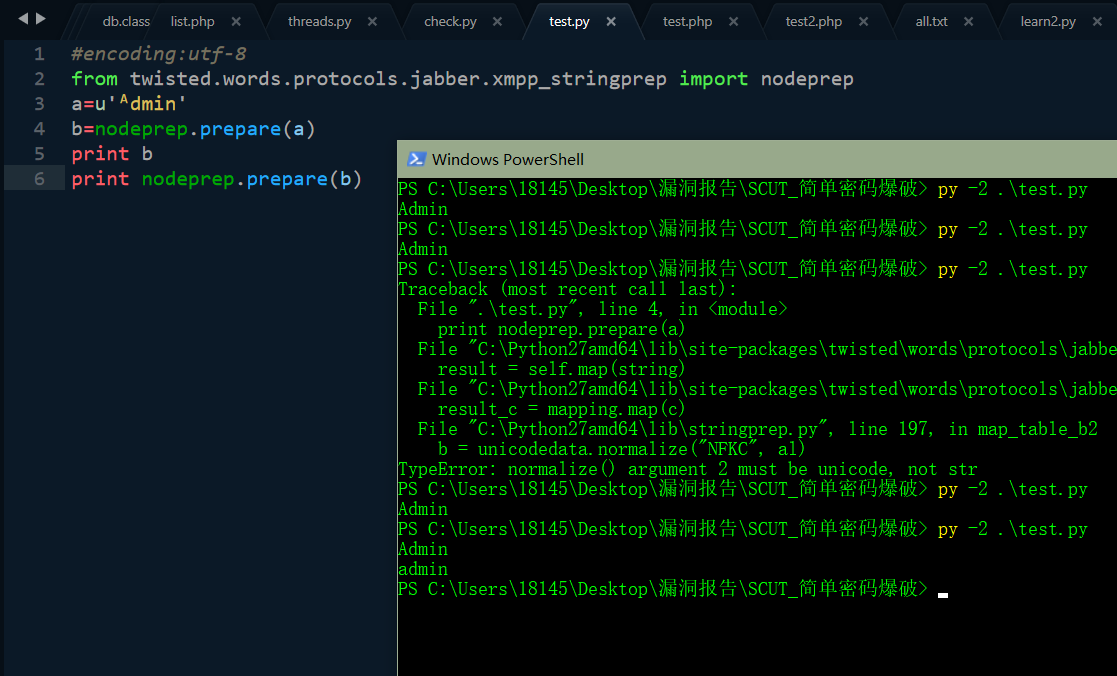 db.class list.php × threads.py × check.py × test.py × test.php × test2.php × all.txt × learn2.py ×
1 #encoding:utf-8
2 from twisted.words.protocols.jabber.xmpp_stringprep import nodeprep
3 a=u'ᴬdmin'
4 b=nodeprep.prepare(a)
5 print b
6 print nodeprep.prepare(b)
Windows PowerShell
PS C:\Users\18145\Desktop\漏洞报告\SCUT_简单密码爆破> py -2 .\test.py
Admin
PS C:\Users\18145\Desktop\漏洞报告\SCUT_简单密码爆破> py -2 .\test.py
Admin
PS C:\Users\18145\Desktop\漏洞报告\SCUT_简单密码爆破> py -2 .\test.py
Traceback (most recent call last):
  File ".\test.py", line 4, in <module>
    print nodeprep.prepare(a)
  File "C:\Python27amd64\lib\site-packages\twisted\words\protocols\jabbe
    result = self.map(string)
  File "C:\Python27amd64\lib\site-packages\twisted\words\protocols\jabbe
    result_c = mapping.map(c)
  File "C:\Python27amd64\lib\stringprep.py", line 197, in map_table_b2
    b = unicodedata.normalize("NFKC", al)
TypeError: normalize() argument 2 must be unicode, not str
PS C:\Users\18145\Desktop\漏洞报告\SCUT_简单密码爆破> py -2 .\test.py
Admin
PS C:\Users\18145\Desktop\漏洞报告\SCUT_简单密码爆破> py -2 .\test.py
Admin
admin
PS C:\Users\18145\Desktop\漏洞报告\SCUT_简单密码爆破>